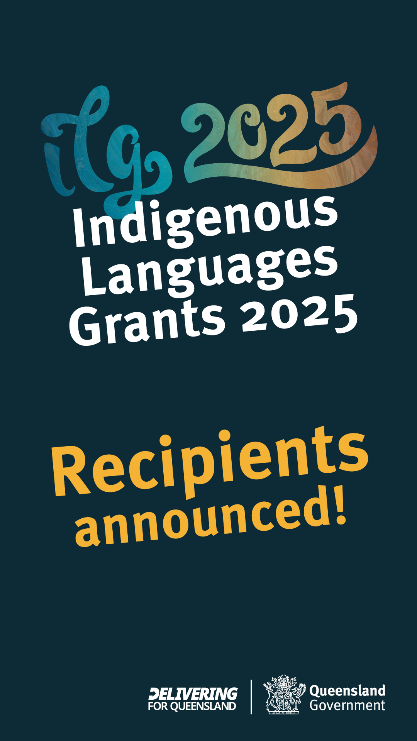 ilg 2025
Indigenous
Languages
Grants 2025
Recipients
announced!
DELIVERING
FOR QUEENSLAND
Queensland
Government